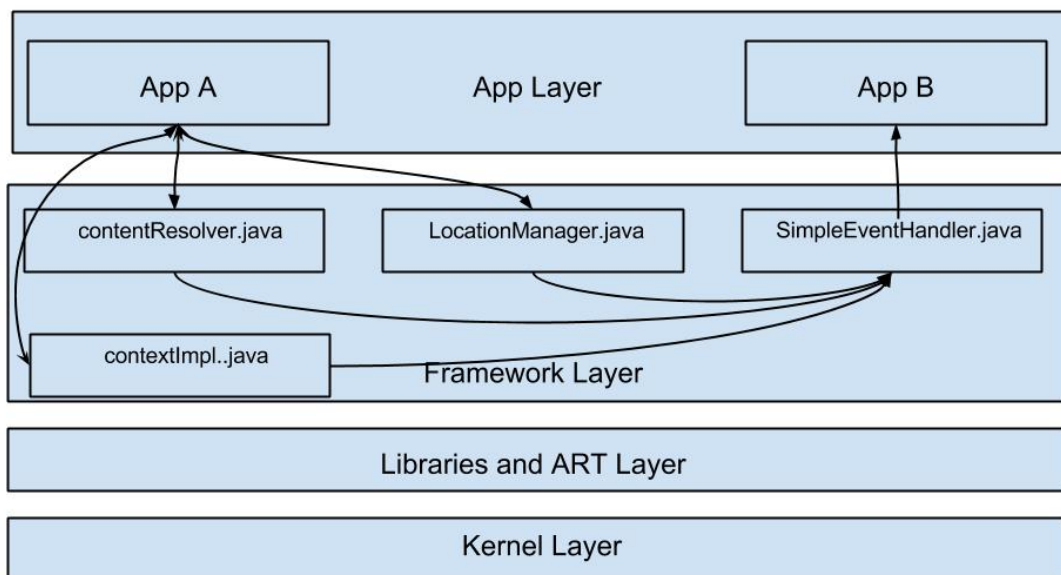 App A
App Layer
App B
contentResolver.java
LocationManager.java
SimpleEventHandler.java
contextImpl..java
Framework Layer
Libraries and ART Layer
Kernel Layer